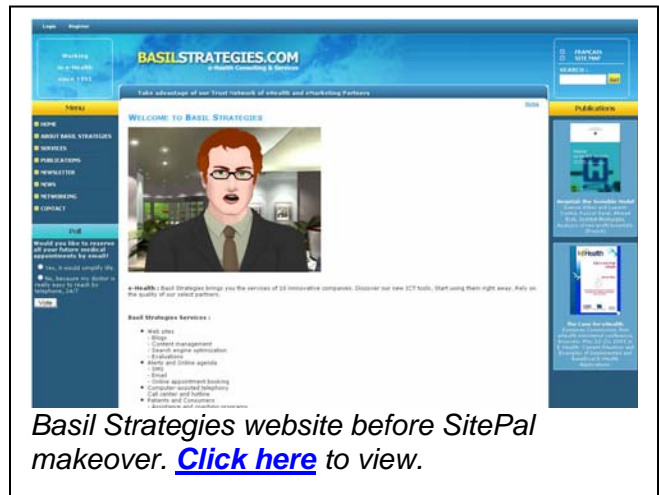 Login Register
Working
in e-Health
since 1991
BASILSTRATEGIES.COM
e-Health Consulting & Services
FRANCAIS
SITE MAP
SEARCH :
Take advantage of our Trust Network of eHealth and eMarketing Partners
Menu
HOME
ABOUT BASIL STRATEGIES
SERVICES
PUBLICATIONS
NEWSLETTER
NEWS
NETWORKING
CONTACT
Poll
Would you like to reserve
all your future medical
appointments by email?
Yes, it would simplify life.
No, because my doctor is
really easy to reach by
telephone, 24/7
Vote
WELCOME TO BASIL STRATEGIES
e-Health : Basil Strategies brings you the services of 10 innovative companies. Discover our new ICT tools. Start using them right away. Rely on
the quality of our select partners.
Basil Strategies Services :
Web sites
- Blogs
- Content management
- Search engine optimization
- Evaluations
Alerts and Online agenda
- SMS
- Email
- Online appointment booking
Computer-assisted telephony
Call center and hotline
Patients and Consumers
- Assistance and coaching programs
Publications
eHealth
The Case for eHealth
Basil Strategies website before SitePal
makeover. Click here to view.